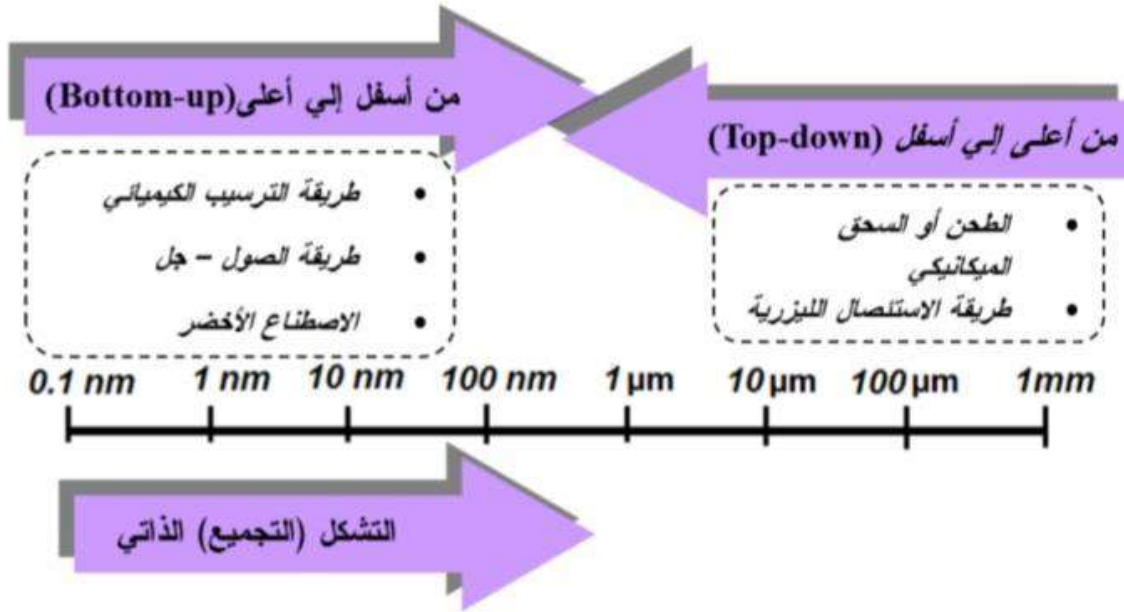 من أسفل إلي أعلى(Bottom-up)
من أعلى إلي أسفل (Top-down)
• طريقة الترسيب الكيميائي
• طريقة الصول – جل
• الاصطناع الأخضر
• الطحن أو السحق
الميكانيكي
• طريقة الاستئصال الليزرية
0.1 nm 1 nm 10 nm 100 nm 1 µm 10 µm 100 µm 1mm
التشكل (التجميع) الذاتي